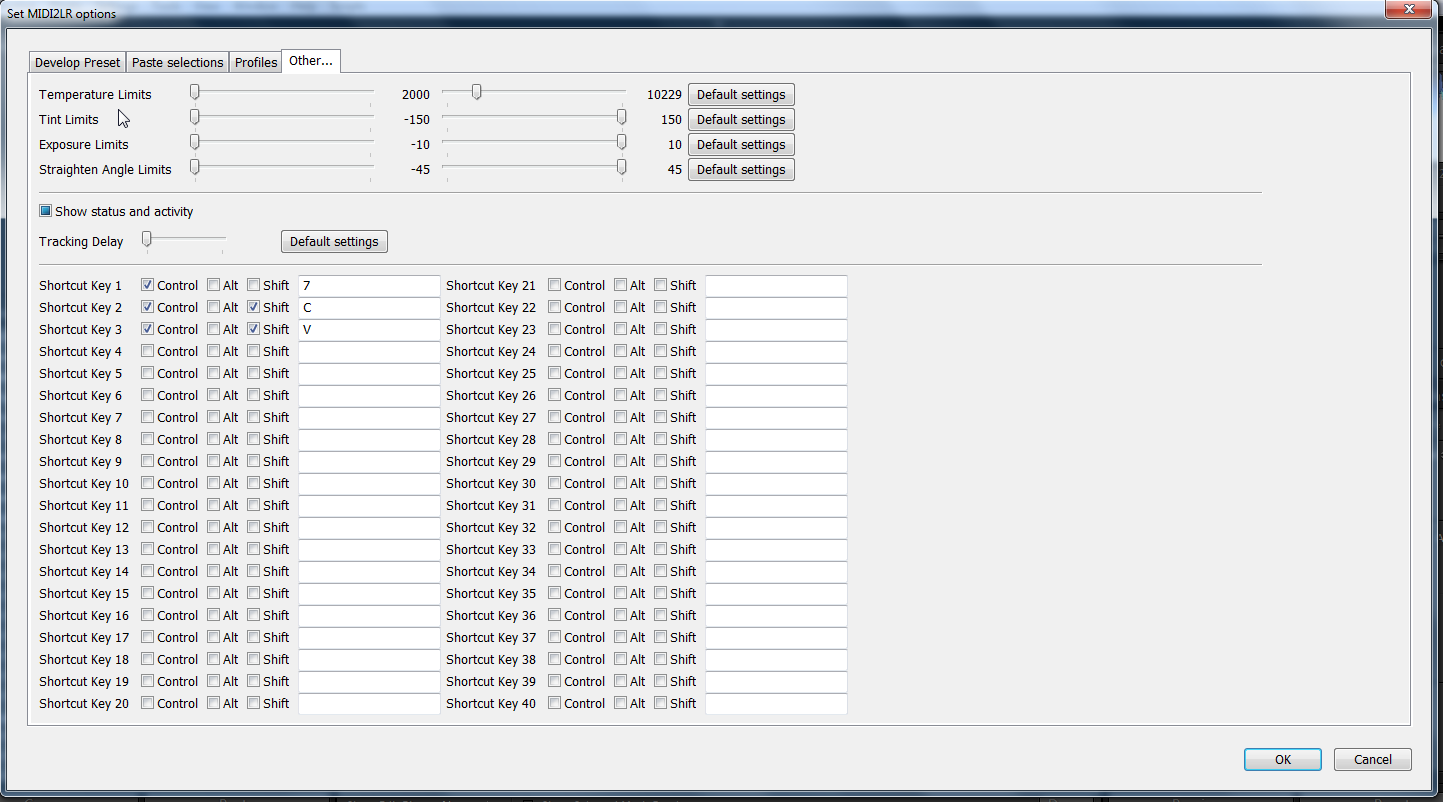 Set MIDI2LR options
Develop Preset Paste selections Profiles Other...
Temperature Limits 2000 10229 Default settings
Tint Limits -150 150 Default settings
Exposure Limits -10 10 Default settings
Straighten Angle Limits -45 45 Default settings
Show status and activity
Tracking Delay Default settings
Shortcut Key 1 Control Alt Shift 7 Shortcut Key 21 Control Alt Shift
Shortcut Key 2 Control Alt Shift C Shortcut Key 22 Control Alt Shift
Shortcut Key 3 Control Alt Shift V Shortcut Key 23 Control Alt Shift
Shortcut Key 4 Control Alt Shift Shortcut Key 24 Control Alt Shift
Shortcut Key 5 Control Alt Shift Shortcut Key 25 Control Alt Shift
Shortcut Key 6 Control Alt Shift Shortcut Key 26 Control Alt Shift
Shortcut Key 7 Control Alt Shift Shortcut Key 27 Control Alt Shift
Shortcut Key 8 Control Alt Shift Shortcut Key 28 Control Alt Shift
Shortcut Key 9 Control Alt Shift Shortcut Key 29 Control Alt Shift
Shortcut Key 10 Control Alt Shift Shortcut Key 30 Control Alt Shift
Shortcut Key 11 Control Alt Shift Shortcut Key 31 Control Alt Shift
Shortcut Key 12 Control Alt Shift Shortcut Key 32 Control Alt Shift
Shortcut Key 13 Control Alt Shift Shortcut Key 33 Control Alt Shift
Shortcut Key 14 Control Alt Shift Shortcut Key 34 Control Alt Shift
Shortcut Key 15 Control Alt Shift Shortcut Key 35 Control Alt Shift
Shortcut Key 16 Control Alt Shift Shortcut Key 36 Control Alt Shift
Shortcut Key 17 Control Alt Shift Shortcut Key 37 Control Alt Shift
Shortcut Key 18 Control Alt Shift Shortcut Key 38 Control Alt Shift
Shortcut Key 19 Control Alt Shift Shortcut Key 39 Control Alt Shift
Shortcut Key 20 Control Alt Shift Shortcut Key 40 Control Alt Shift
OK Cancel